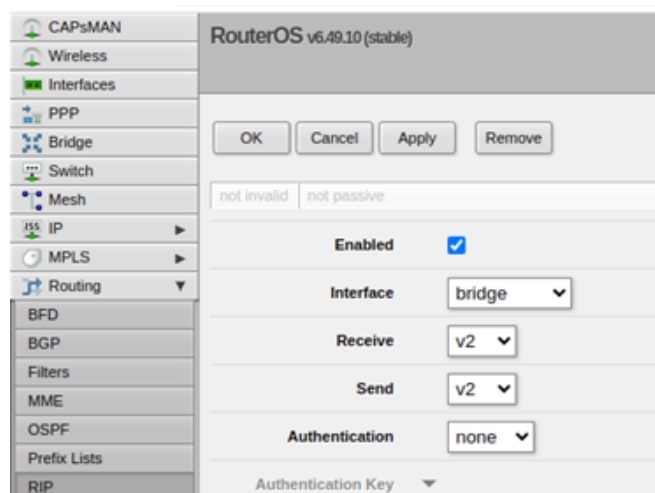 CAPsMAN
Wireless
Interfaces
PPP
Bridge
Switch
Mesh
IP
MPLS
Routing
BFD
BGP
Filters
MME
OSPF
Prefix Lists
RIP
RouterOS v6.49.10 (stable)
OK Cancel Apply Remove
not invalid not passive
Enabled
Interface bridge
Receive v2
Send v2
Authentication none
Authentication Key